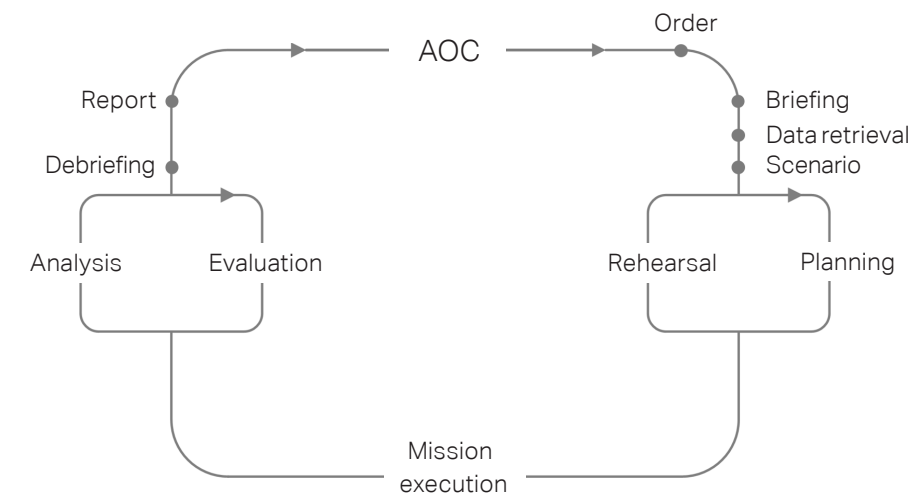 Order
AOC
Report
Briefing
Data retrieval
Debriefing
Scenario
Analysis
Evaluation
Rehearsal
Planning
Mission
execution